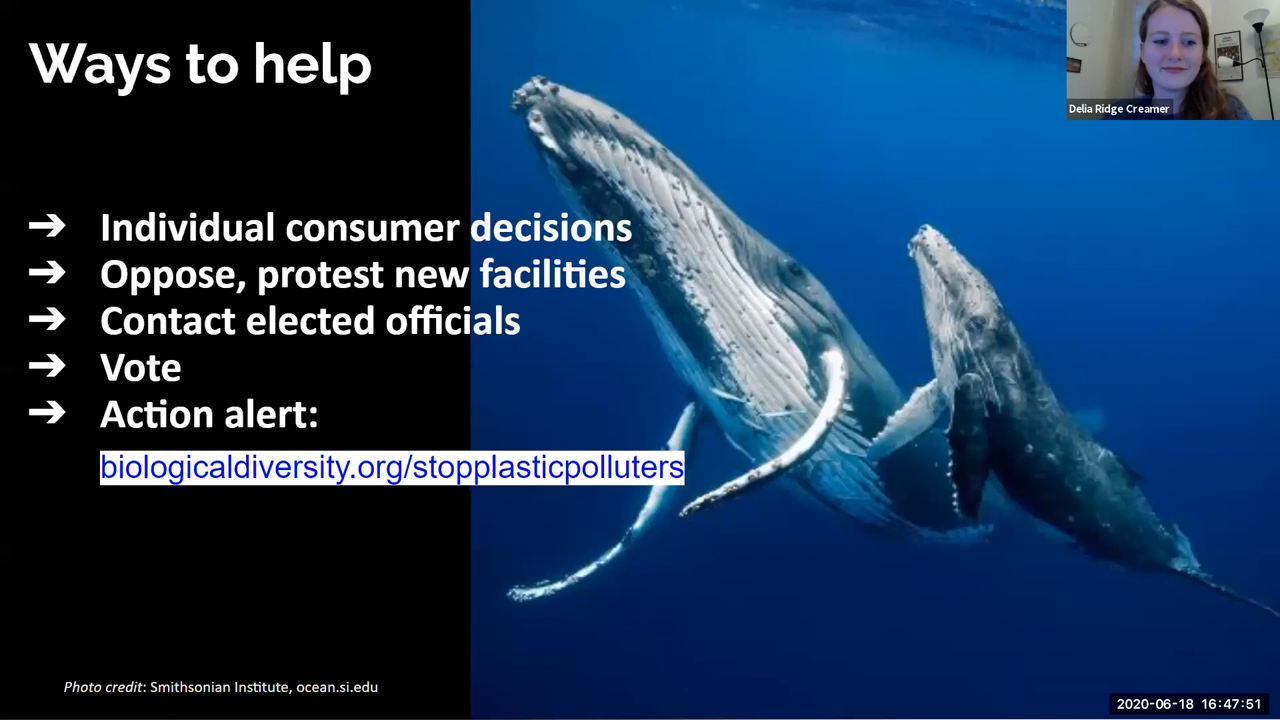 Ways to help
Delia Ridge Creamer
➔ Individual consumer decisions
➔ Oppose, protest new facilities
➔ Contact elected officials
➔ Vote
➔ Action alert:
biologicaldiversity.org/stopplasticpolluters
Photo credit: Smithsonian Institute, ocean.si.edu
2020-06-18 16:47:51